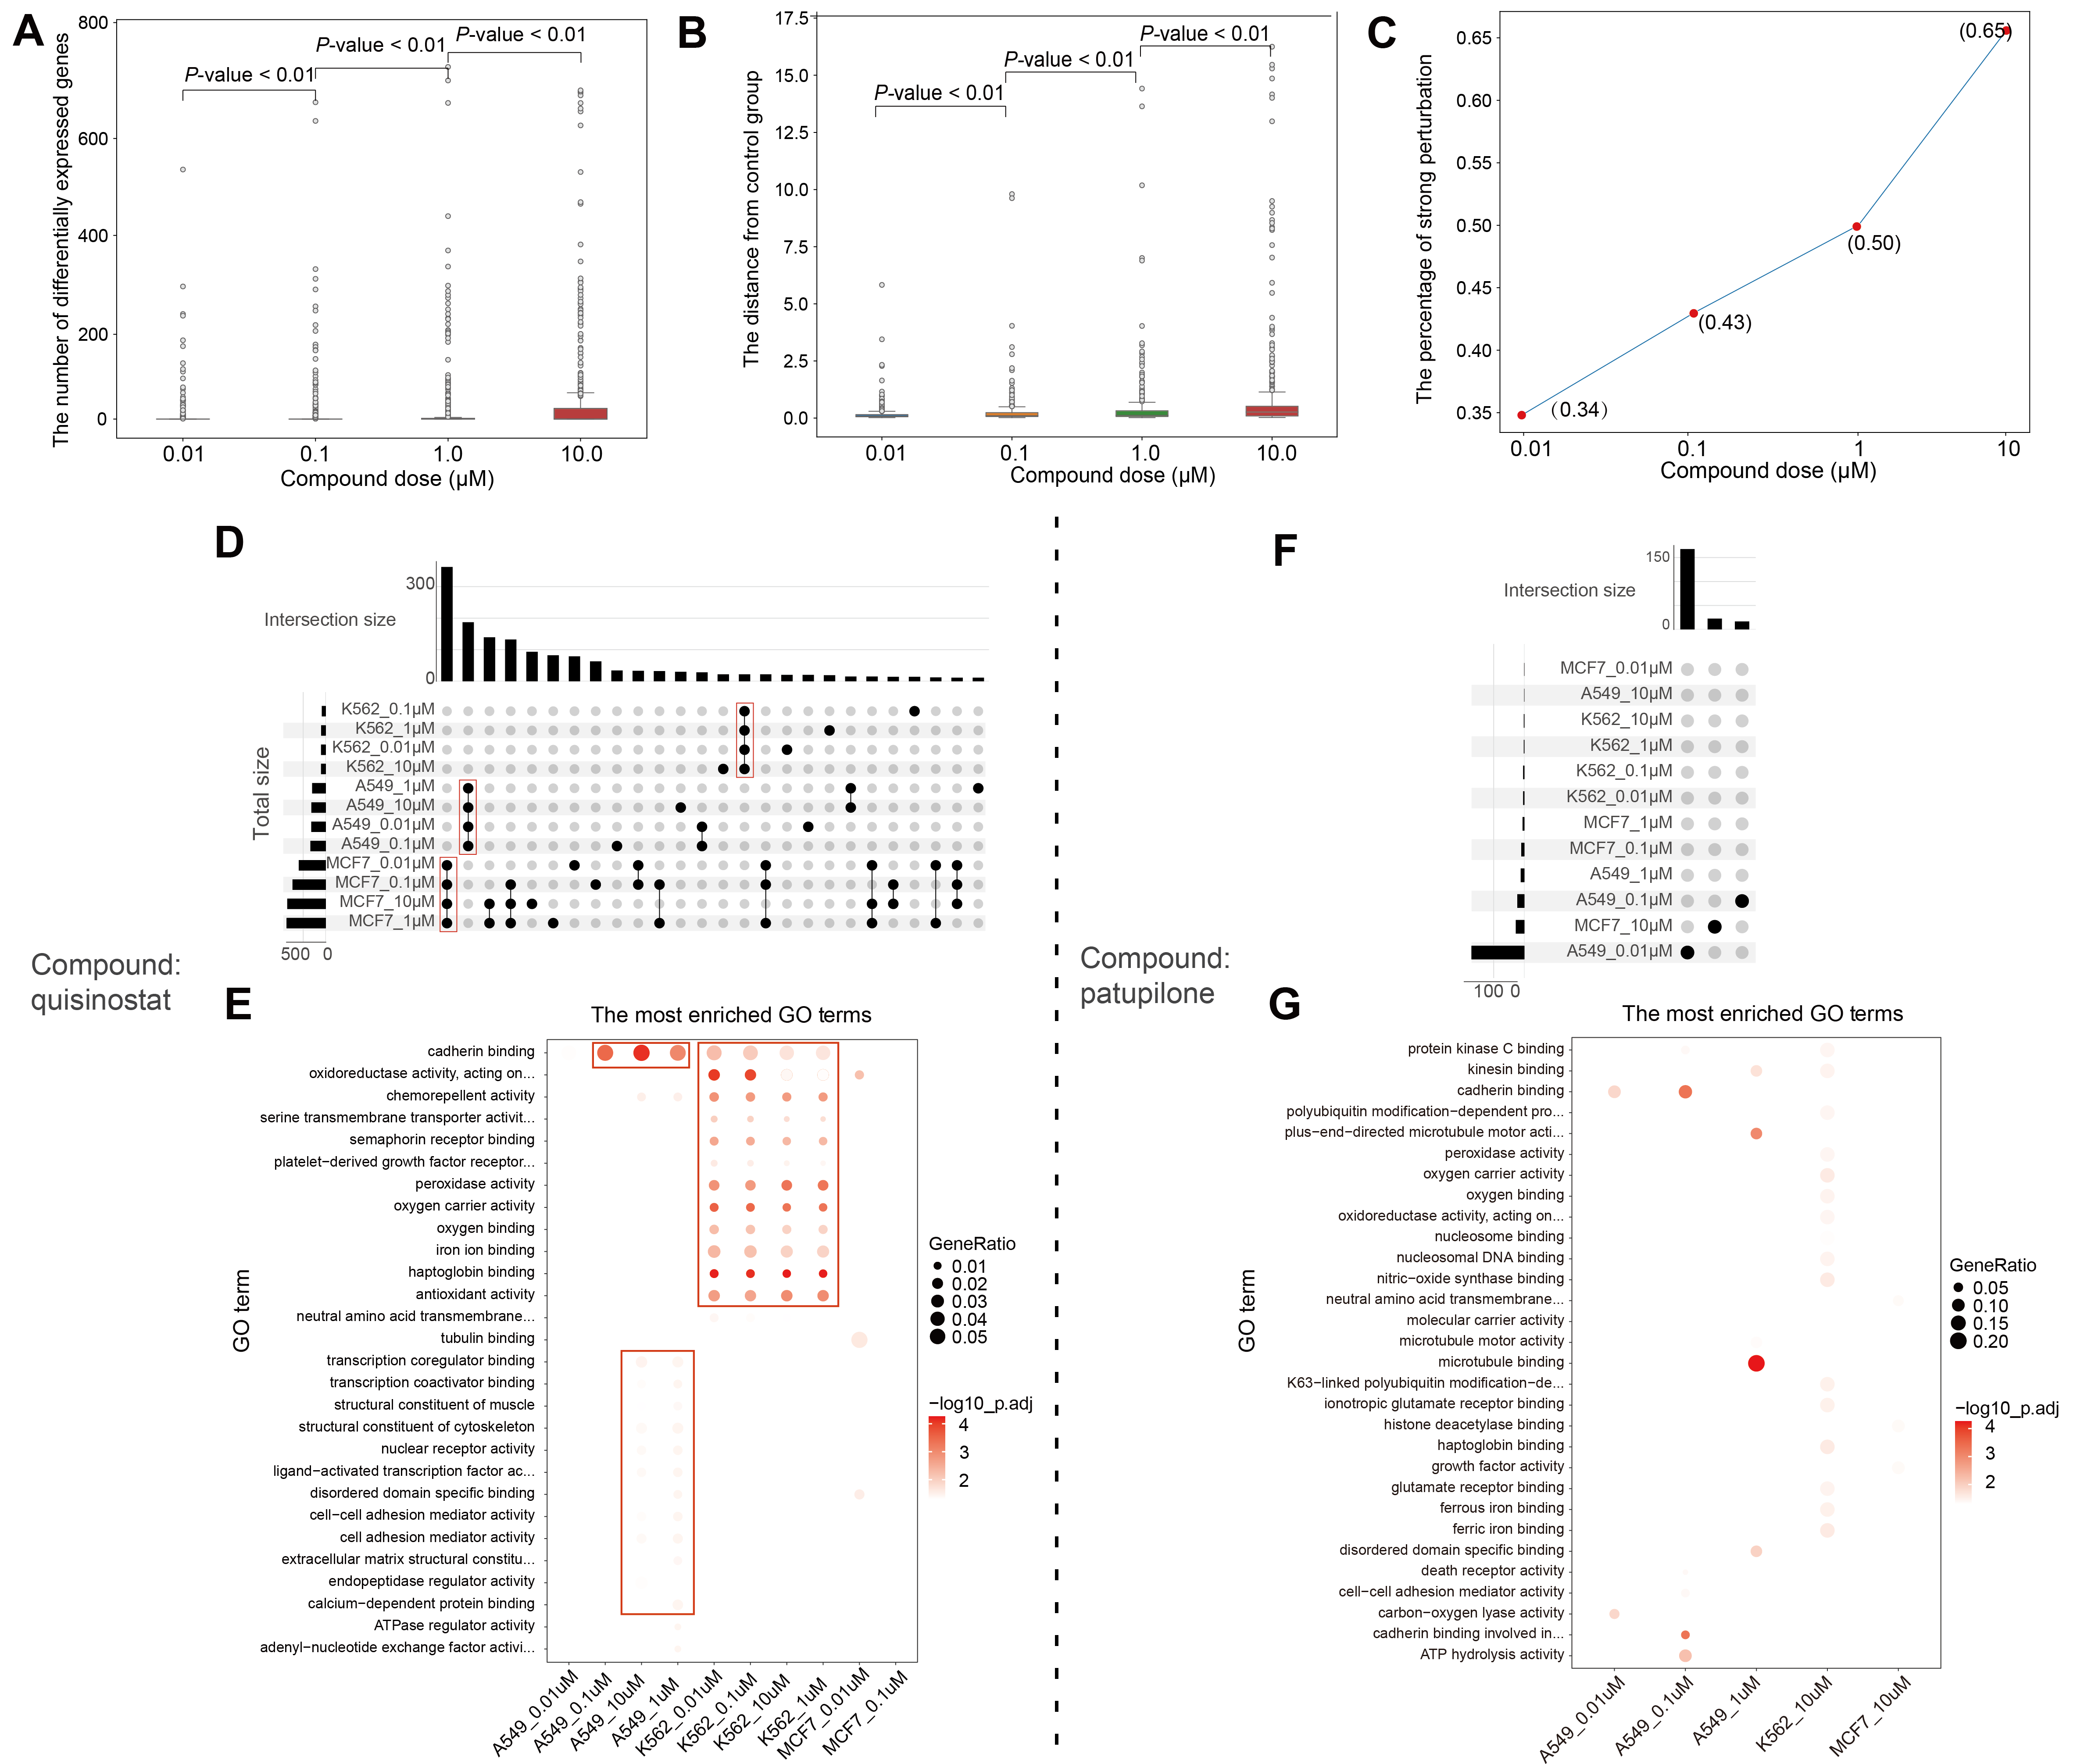 A
800
600
400
200
0
The number of differentially expressed genes
P-value < 0.01
P-value < 0.01
P-value < 0.01
0.01
0.1
1.0
10.0
Compound dose (μM)
B
17.5
15.0
12.5
10.0
7.5
5.0
2.5
0.0
The distance from control group
P-value < 0.01
P-value < 0.01
P-value < 0.01
0.01
0.1
1.0
10.0
Compound dose (μM)
C
0.65
0.60
0.55
0.50
0.45
0.40
0.35
The percentage of strong perturbation
(0.65)
(0.50)
(0.43)
(0.34)
0.01
0.1
1
10
Compound dose (μM)
D
300
0
Intersection size
K562_0.1μM
K562_1μM
K562_0.01μM
K562_10μM
A549_1μM
A549_10μM
A549_0.01μM
A549_0.1μM
MCF7_0.01μM
MCF7_0.1μM
MCF7_10μM
MCF7_1μM
Total size
500 0
Compound:
quisinostat
F
150
0
Intersection size
MCF7_0.01μM
A549_10μM
K562_10μM
K562_1μM
K562_0.1μM
K562_0.01μM
MCF7_1μM
MCF7_0.1μM
A549_1μM
A549_0.1μM
MCF7_10μM
A549_0.01μM
100 0
Compound:
patupilone
E
The most enriched GO terms
cadherin binding
oxidoreductase activity, acting on...
chemorepellent activity
serine transmembrane transporter activit...
semaphorin receptor binding
platelet−derived growth factor receptor...
peroxidase activity
oxygen carrier activity
oxygen binding
iron ion binding
haptoglobin binding
antioxidant activity
neutral amino acid transmembrane...
tubulin binding
transcription coregulator binding
transcription coactivator binding
structural constituent of muscle
structural constituent of cytoskeleton
nuclear receptor activity
ligand−activated transcription factor ac...
disordered domain specific binding
cell−cell adhesion mediator activity
cell adhesion mediator activity
extracellular matrix structural constitu...
endopeptidase regulator activity
calcium−dependent protein binding
ATPase regulator activity
adenyl−nucleotide exchange factor activi...
GO term
A549_0.01uM
A549_0.1uM
A549_10uM
A549_1uM
K562_0.01uM
K562_0.1uM
K562_10uM
K562_1uM
MCF7_0.01uM
MCF7_0.1uM
GeneRatio
0.01
0.02
0.03
0.04
0.05
−log10_p.adj
4
3
2
G
The most enriched GO terms
protein kinase C binding
kinesin binding
cadherin binding
polyubiquitin modification−dependent pro...
plus−end−directed microtubule motor acti...
peroxidase activity
oxygen carrier activity
oxygen binding
oxidoreductase activity, acting on...
nucleosome binding
nucleosomal DNA binding
nitric−oxide synthase binding
neutral amino acid transmembrane...
molecular carrier activity
microtubule motor activity
microtubule binding
K63−linked polyubiquitin modification−de...
ionotropic glutamate receptor binding
histone deacetylase binding
haptoglobin binding
growth factor activity
glutamate receptor binding
ferrous iron binding
ferric iron binding
disordered domain specific binding
death receptor activity
cell−cell adhesion mediator activity
carbon−oxygen lyase activity
cadherin binding involved in...
ATP hydrolysis activity
GO term
A549_0.01uM
A549_0.1uM
A549_1uM
K562_10uM
MCF7_10uM
GeneRatio
0.05
0.10
0.15
0.20
−log10_p.adj
4
3
2